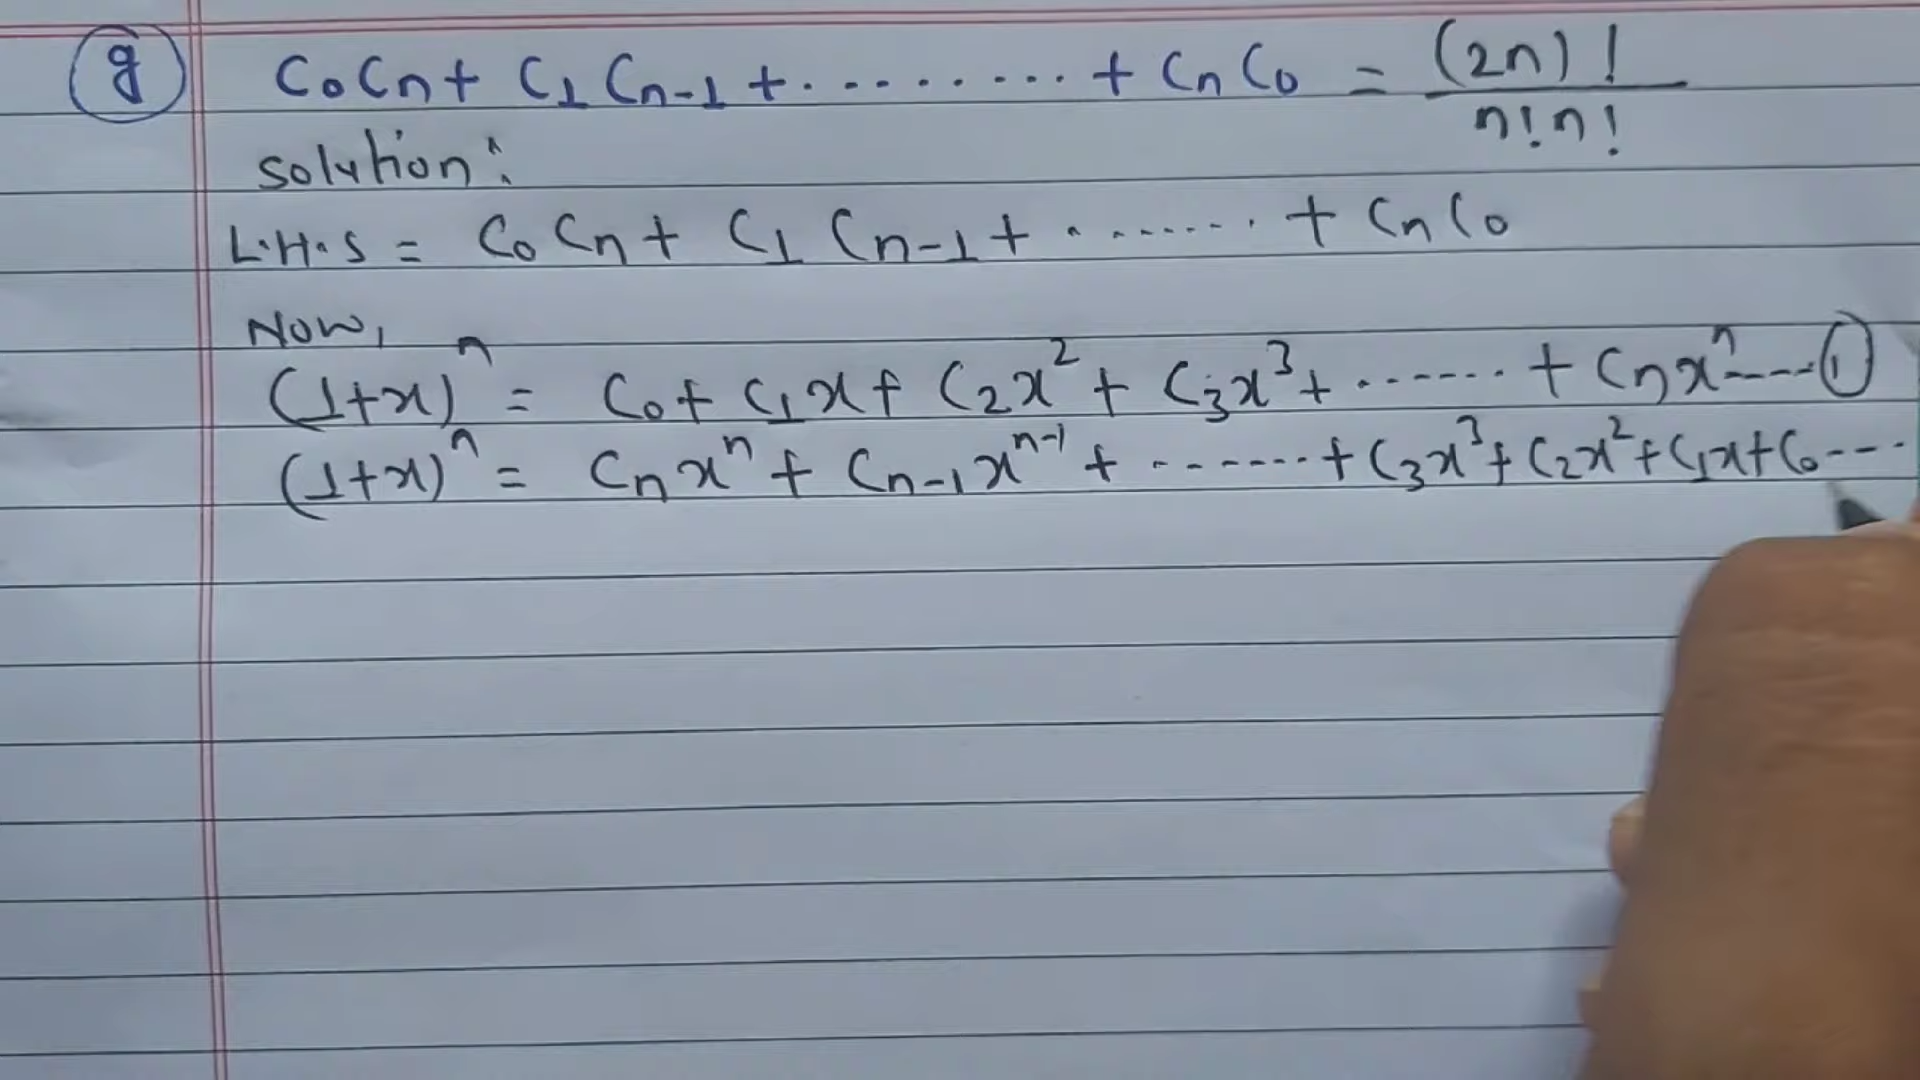 g C₀Cₙ + C₁Cₙ₋₁ + ......... + CₙC₀ = (2n)! / n!n!
Solution:
L.H.S = C₀Cₙ + C₁Cₙ₋₁ + ........ + CₙC₀
Now,
(1+x)ⁿ = C₀ + C₁x + C₂x² + C₃x³ + ....... + Cₙxⁿ ---- ①
(1+x)ⁿ = Cₙxⁿ + Cₙ₋₁xⁿ⁻¹ + ....... + C₃x³ + C₂x² + C₁x + C₀ ---